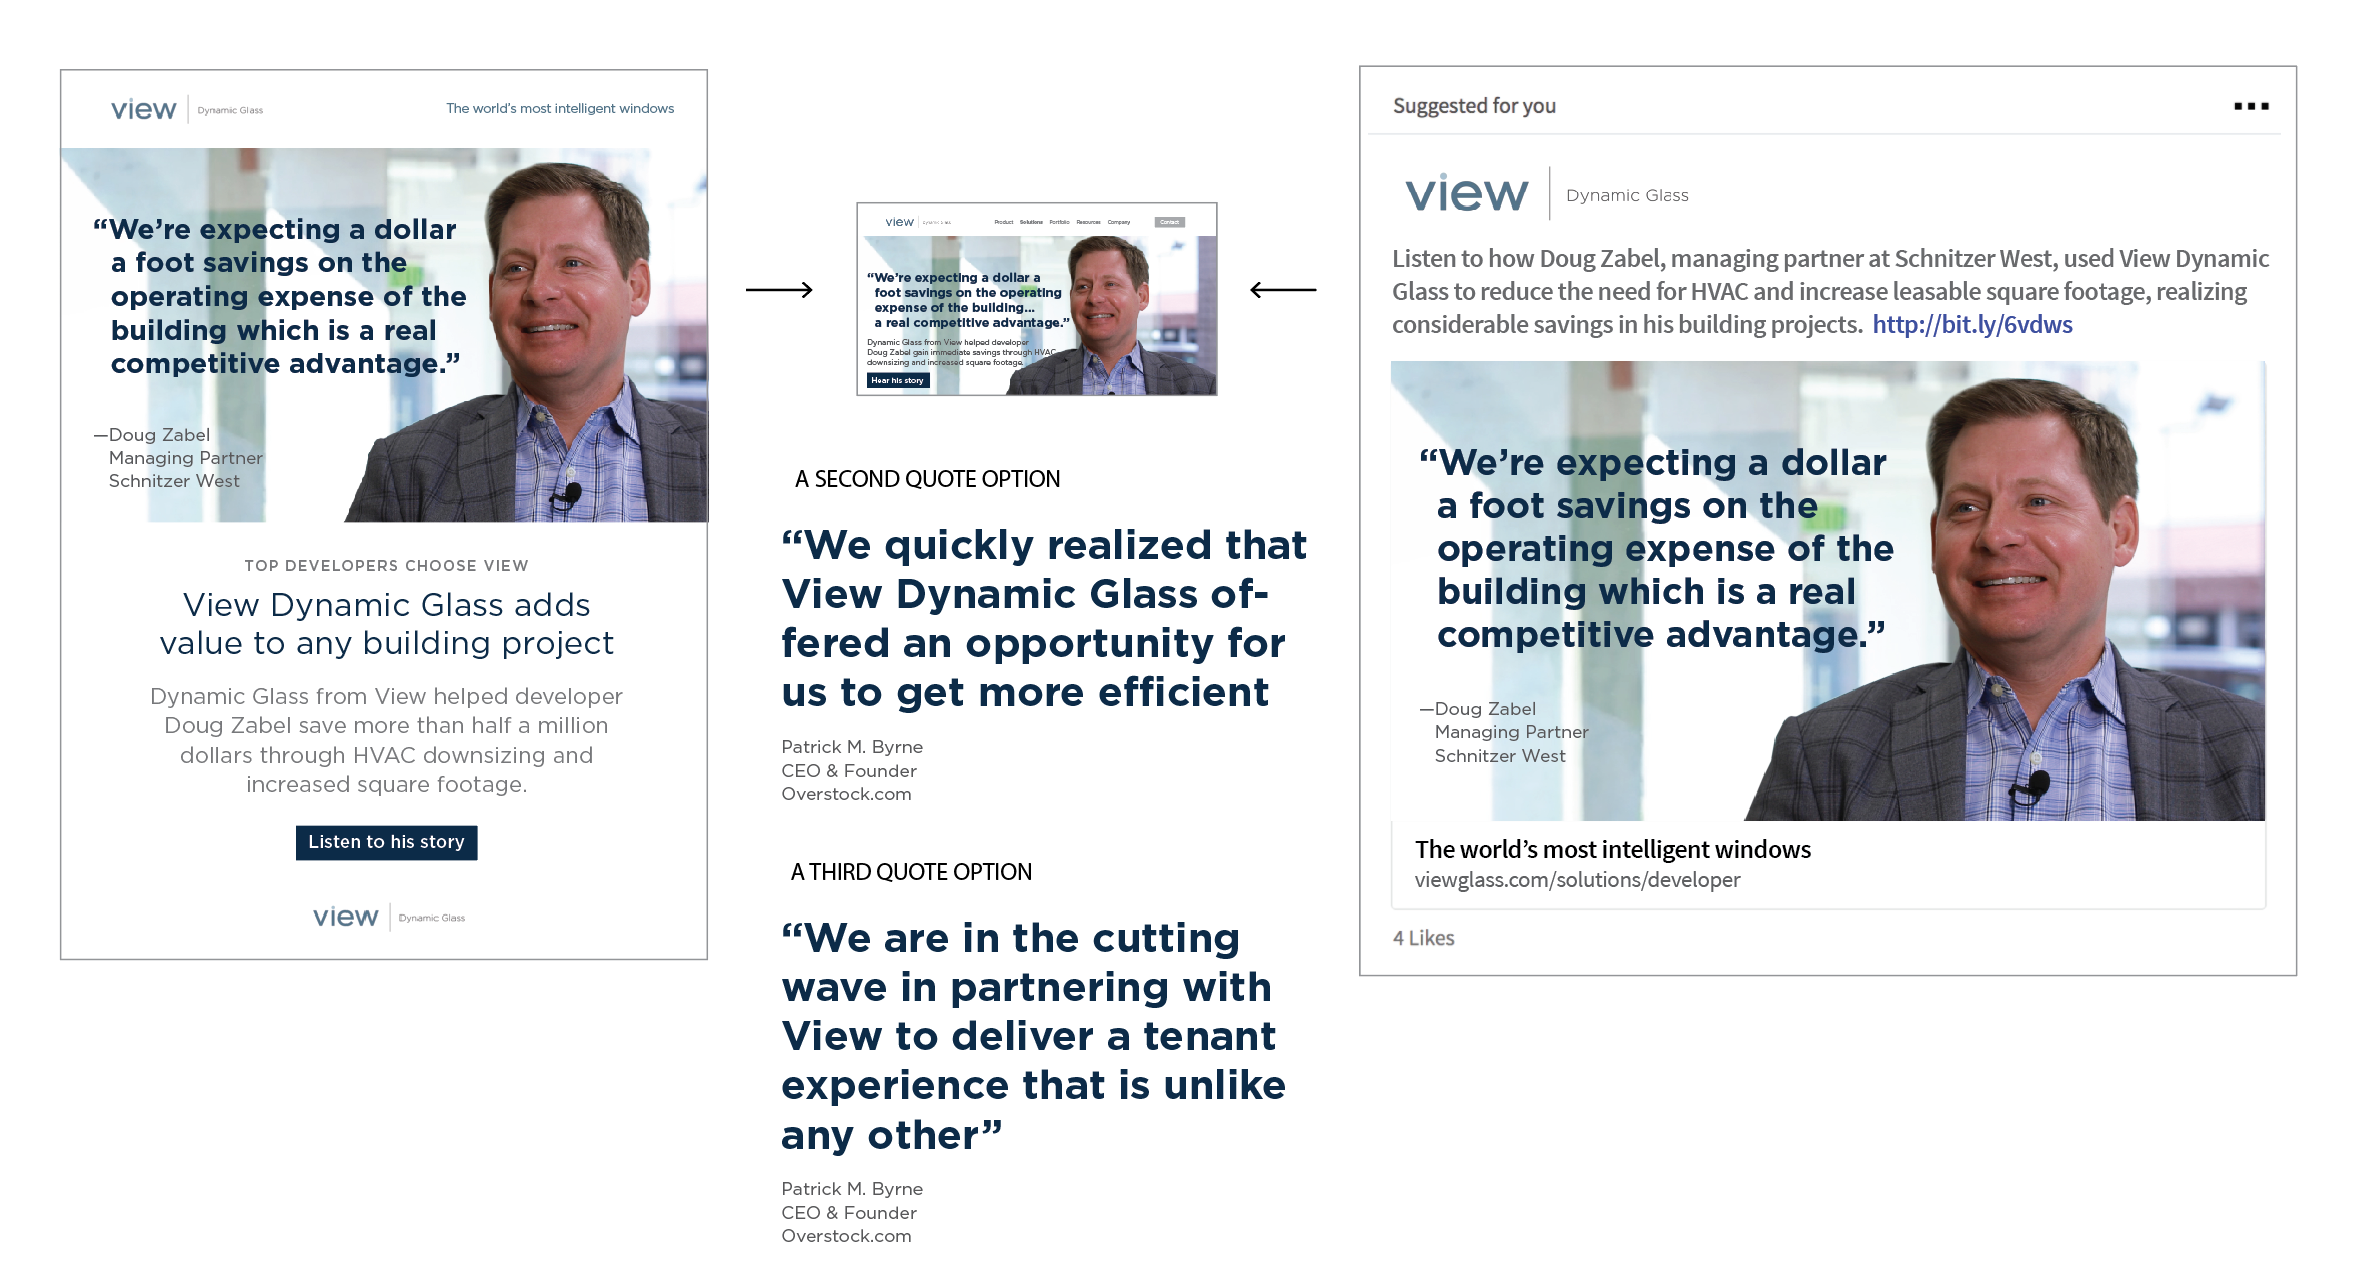 view Dynamic Glass
The world's most intelligent windows
“We’re expecting a dollar
a foot savings on the
operating expense of the
building which is a real
competitive advantage.”
—Doug Zabel
Managing Partner
Schnitzer West
TOP DEVELOPERS CHOOSE VIEW
View Dynamic Glass adds
value to any building project
Dynamic Glass from View helped developer
Doug Zabel save more than half a million
dollars through HVAC downsizing and
increased square footage.
Listen to his story
view Dynamic Glass
view
Product Solutions Portfolio Resources Company Contact
“We’re expecting a dollar a
foot savings on the operating
expense of the building...
a real competitive advantage.”
Dynamic Glass from View helped developer
Doug Zabel gain immediate savings through HVAC
downsizing and increased square footage.
Hear his story
A SECOND QUOTE OPTION
“We quickly realized that
View Dynamic Glass of-
fered an opportunity for
us to get more efficient
Patrick M. Byrne
CEO & Founder
Overstock.com
A THIRD QUOTE OPTION
“We are in the cutting
wave in partnering with
View to deliver a tenant
experience that is unlike
any other”
Patrick M. Byrne
CEO & Founder
Overstock.com
Suggested for you
view Dynamic Glass
Listen to how Doug Zabel, managing partner at Schnitzer West, used View Dynamic
Glass to reduce the need for HVAC and increase leasable square footage, realizing
considerable savings in his building projects. http://bit.ly/6vdws
“We’re expecting a dollar
a foot savings on the
operating expense of the
building which is a real
competitive advantage.”
—Doug Zabel
Managing Partner
Schnitzer West
The world’s most intelligent windows
viewglass.com/solutions/developer
4 Likes